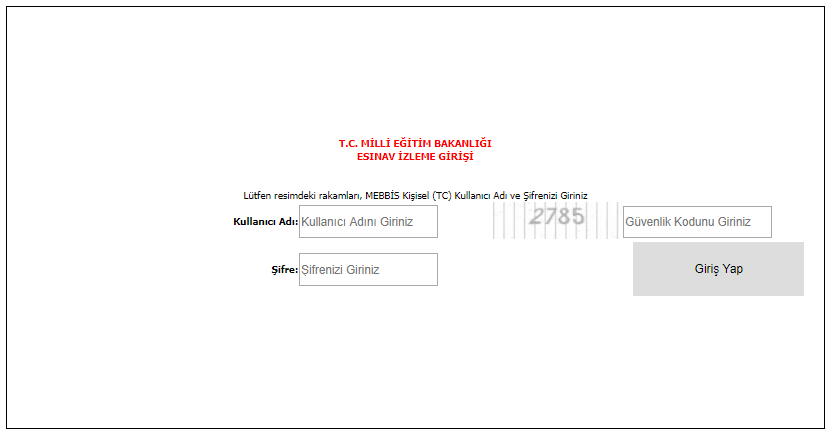 T.C. MİLLİ EĞİTİM BAKANLIĞI
ESINAV İZLEME GİRİŞİ
Lütfen resimdeki rakamları, MEBBİS Kişisel (TC) Kullanıcı Adı ve Şifrenizi Giriniz
Kullanıcı Adı: Kullanıcı Adını Giriniz 2785 Güvenlik Kodunu Giriniz
Şifre: Şifrenizi Giriniz Giriş Yap